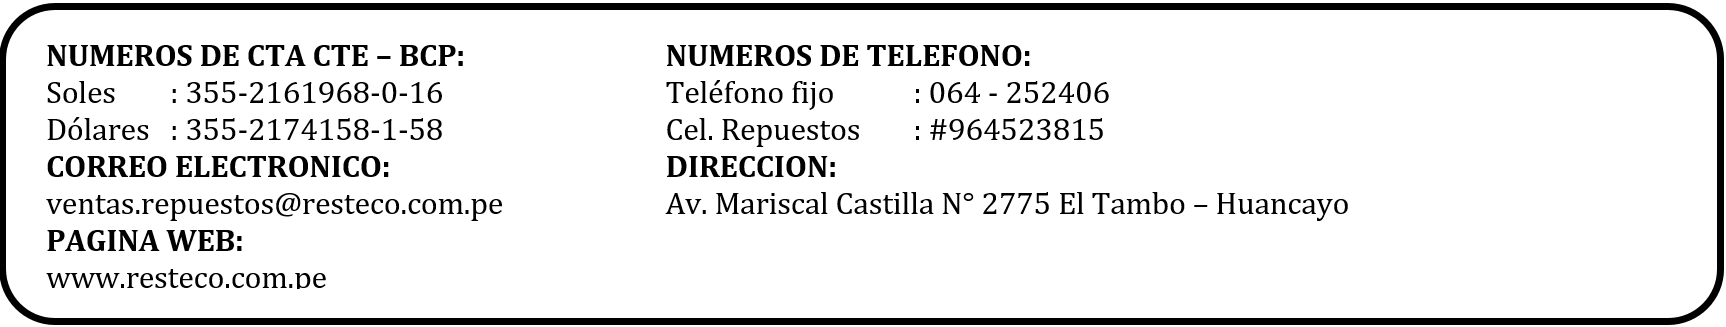 NUMEROS DE CTA CTE – BCP:
Soles : 355-2161968-0-16
Dólares : 355-2174158-1-58
CORREO ELECTRONICO:
ventas.repuestos@resteco.com.pe
PAGINA WEB:
www.resteco.com.pe
NUMEROS DE TELEFONO:
Teléfono fijo : 064 - 252406
Cel. Repuestos : #964523815
DIRECCION:
Av. Mariscal Castilla N° 2775 El Tambo – Huancayo